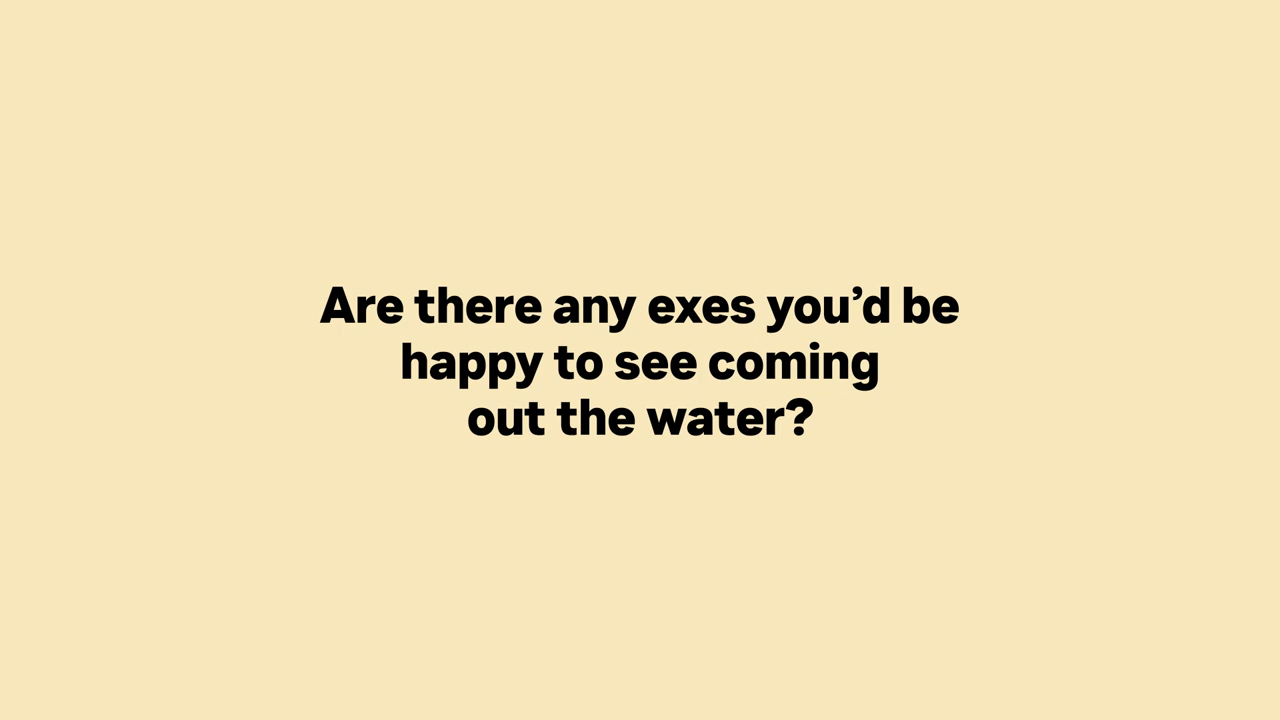 Are there any exes you’d be
happy to see coming
out the water?